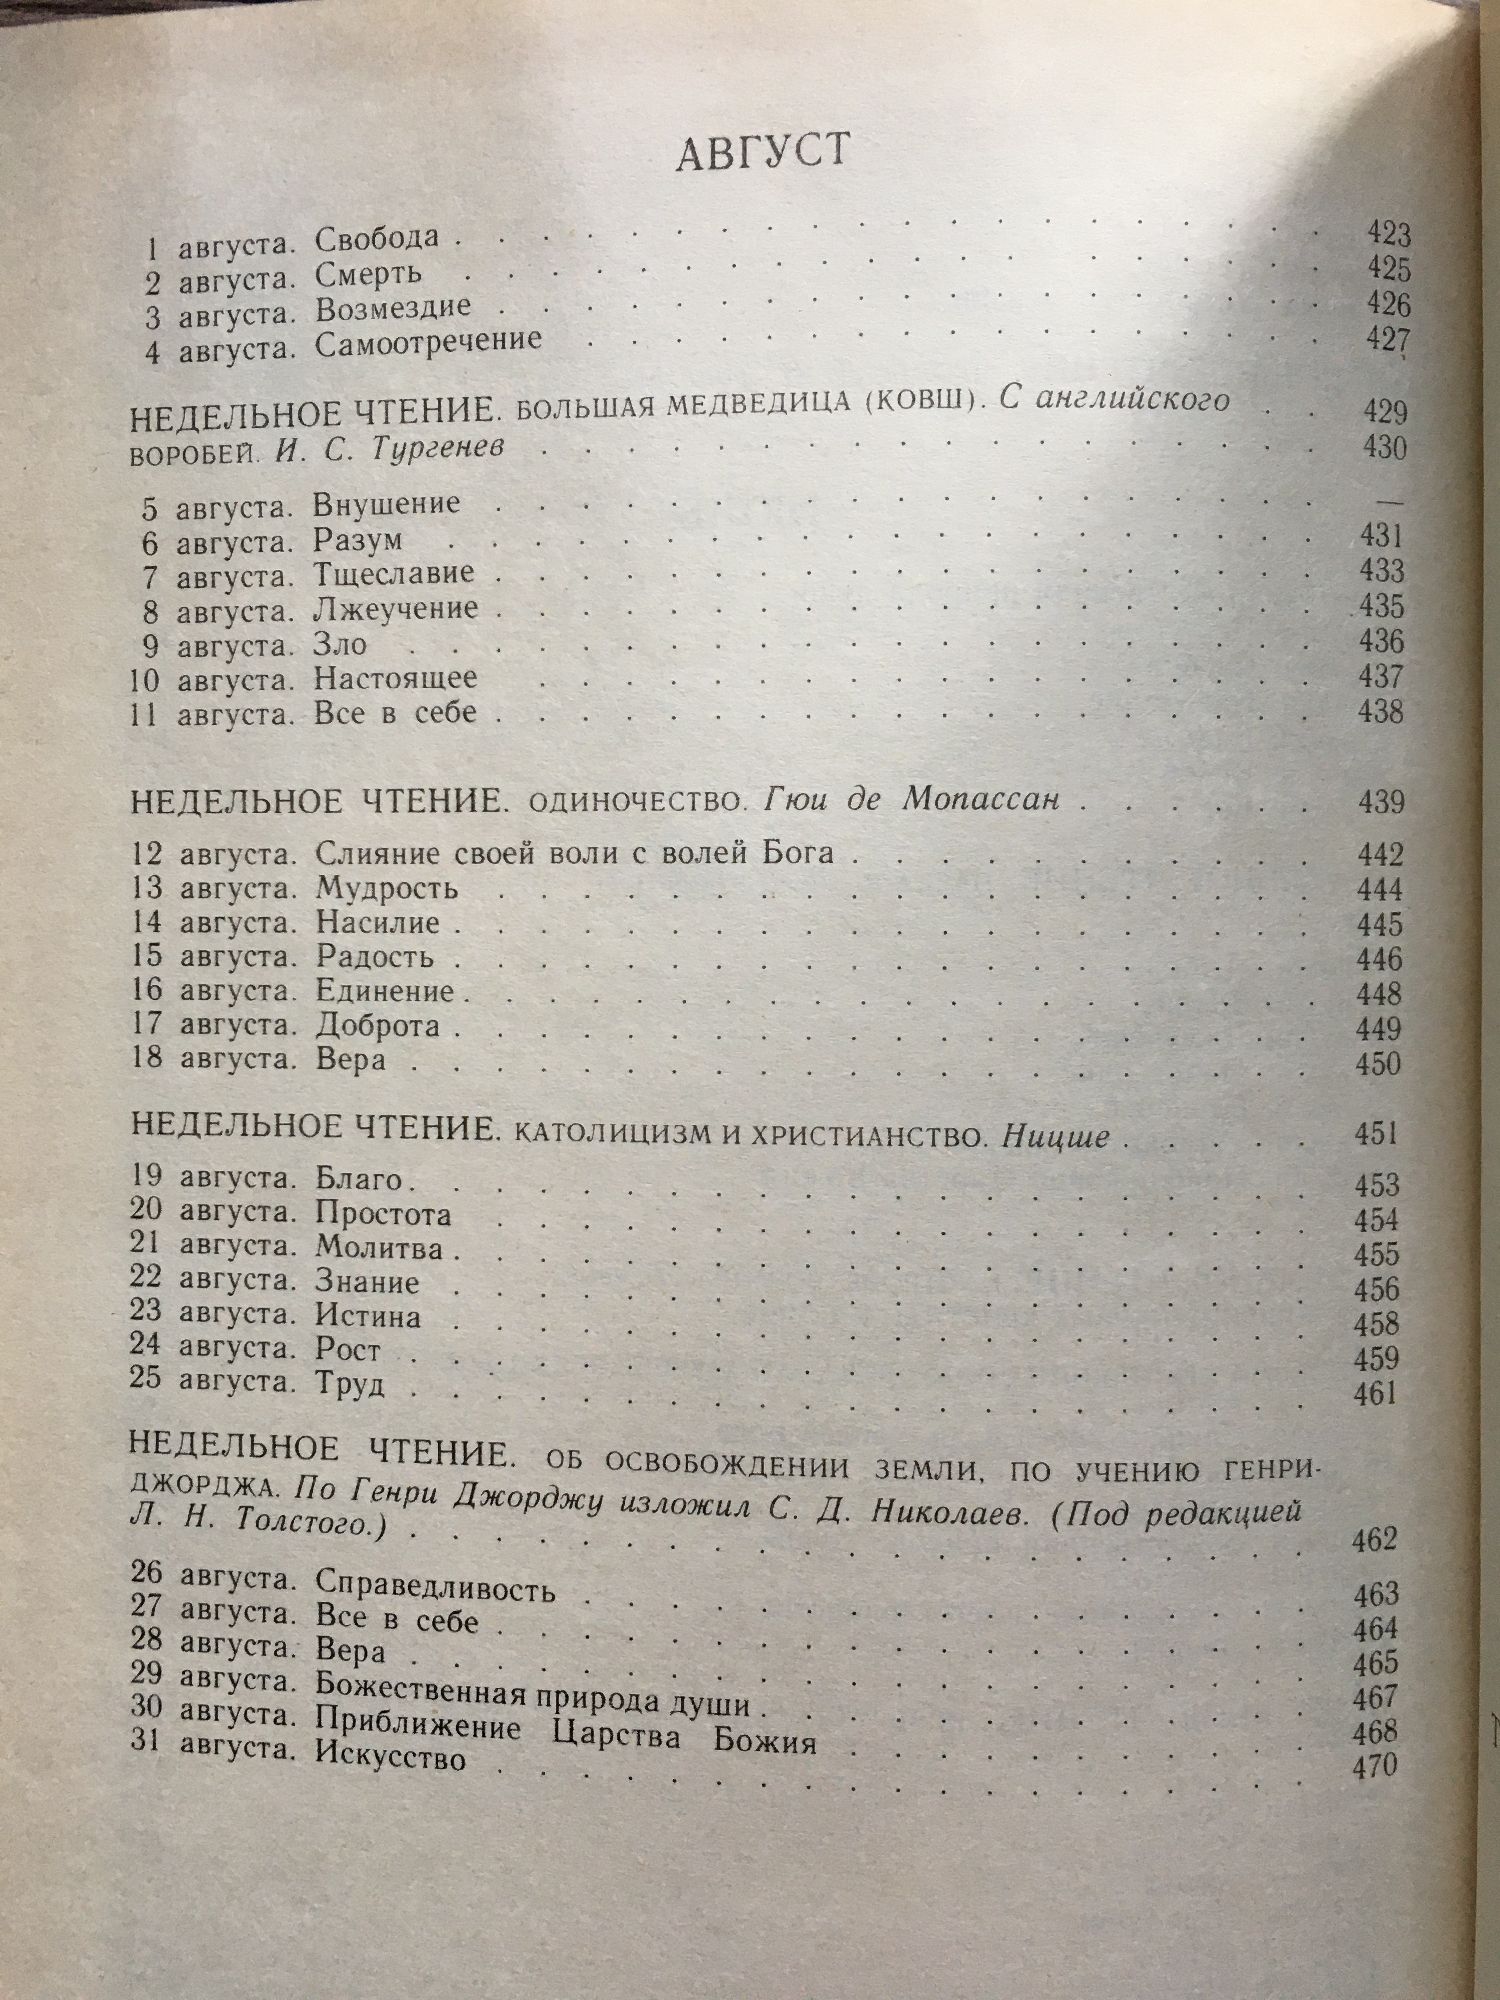 АВГУСТ
1 августа. Свобода . . . . . . . . . . . . . . . . . . . . 423
2 августа. Смерть . . . . . . . . . . . . . . . . . . . . 425
3 августа. Возмездие . . . . . . . . . . . . . . . . . . . 426
4 августа. Самоотречение . . . . . . . . . . . . . . . . . 427
НЕДЕЛЬНОЕ ЧТЕНИЕ. БОЛЬШАЯ МЕДВЕДИЦА (КОВШ). С английского . . 429
ВОРОБЕЙ. И. С. Тургенев . . . . . . . . . . . . . . . . . . 430
5 августа. Внушение . . . . . . . . . . . . . . . . . . . —
6 августа. Разум . . . . . . . . . . . . . . . . . . . . 431
7 августа. Тщеславие . . . . . . . . . . . . . . . . . . . 433
8 августа. Лжеучение . . . . . . . . . . . . . . . . . . . 435
9 августа. Зло . . . . . . . . . . . . . . . . . . . . . 436
10 августа. Настоящее . . . . . . . . . . . . . . . . . . 437
11 августа. Все в себе . . . . . . . . . . . . . . . . . . . 438
НЕДЕЛЬНОЕ ЧТЕНИЕ. ОДИНОЧЕСТВО. Гюи де Мопассан . . . . . . 439
12 августа. Слияние своей воли с волей Бога . . . . . . . . . . . 442
13 августа. Мудрость . . . . . . . . . . . . . . . . . . . 444
14 августа. Насилие . . . . . . . . . . . . . . . . . . . . 445
15 августа. Радость . . . . . . . . . . . . . . . . . . . . 446
16 августа. Единение . . . . . . . . . . . . . . . . . . . . 448
17 августа. Доброта . . . . . . . . . . . . . . . . . . . . 449
18 августа. Вера . . . . . . . . . . . . . . . . . . . . . 450
НЕДЕЛЬНОЕ ЧТЕНИЕ. КАТОЛИЦИЗМ И ХРИСТИАНСТВО. Ницше . . . . . 451
19 августа. Благо . . . . . . . . . . . . . . . . . . . . . 453
20 августа. Простота . . . . . . . . . . . . . . . . . . . 454
21 августа. Молитва . . . . . . . . . . . . . . . . . . . . 455
22 августа. Знание . . . . . . . . . . . . . . . . . . . . 456
23 августа. Истина . . . . . . . . . . . . . . . . . . . . 458
24 августа. Рост . . . . . . . . . . . . . . . . . . . . . 459
25 августа. Труд . . . . . . . . . . . . . . . . . . . . . 461
НЕДЕЛЬНОЕ ЧТЕНИЕ. ОБ ОСВОБОЖДЕНИИ ЗЕМЛИ, ПО УЧЕНИЮ ГЕНРИ-
ДЖОРДЖА. По Генри Джорджу изложил С. Д. Николаев. (Под редакцией
Л. Н. Толстого.) . . . . . . . . . . . . . . . . . . . . . 462
26 августа. Справедливость . . . . . . . . . . . . . . . . . 463
27 августа. Все в себе . . . . . . . . . . . . . . . . . . . 464
28 августа. Вера . . . . . . . . . . . . . . . . . . . . . 465
29 августа. Божественная природа души . . . . . . . . . . . . . 467
30 августа. Приближение Царства Божия . . . . . . . . . . . 468
31 августа. Искусство . . . . . . . . . . . . . . . . . . . 470